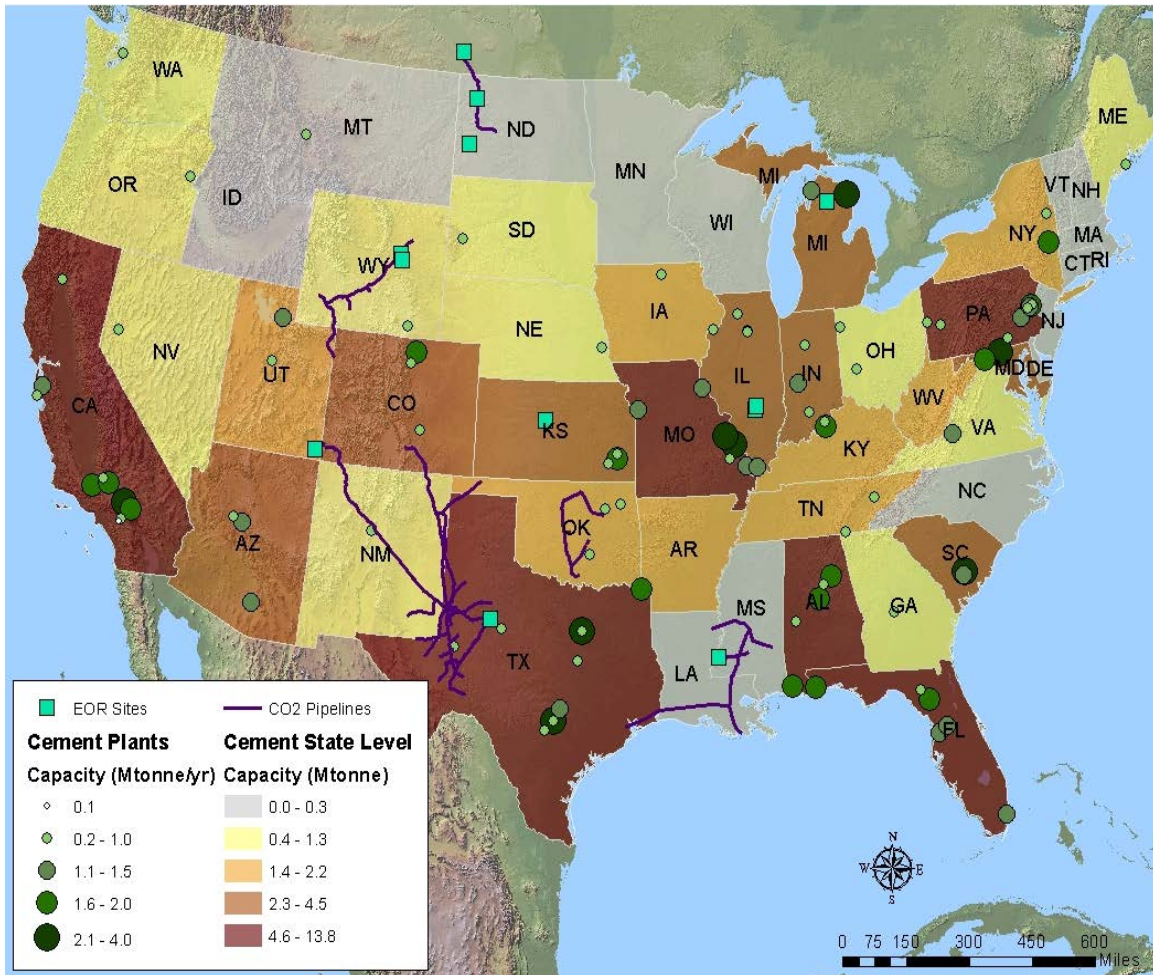 WA
MT
ND
MN
ME
OR
ID
SD
WI
MI
VT
NH
NY
MA
CT
RI
WY
MI
IA
NE
PA
NJ
NV
UT
CO
IL
IN
OH
MD
DE
CA
KS
MO
WV
VA
KY
AZ
NM
OK
AR
TN
NC
SC
MS
AL
GA
TX
LA
FL
EOR Sites
CO2 Pipelines
Cement Plants
Cement State Level
Capacity (Mtonne/yr)
Capacity (Mtonne)
0.1
0.0 - 0.3
0.2 - 1.0
0.4 - 1.3
1.1 - 1.5
1.4 - 2.2
1.6 - 2.0
2.3 - 4.5
2.1 - 4.0
4.6 - 13.8
N
W
E
S
0 75 150 300 450 600
Miles